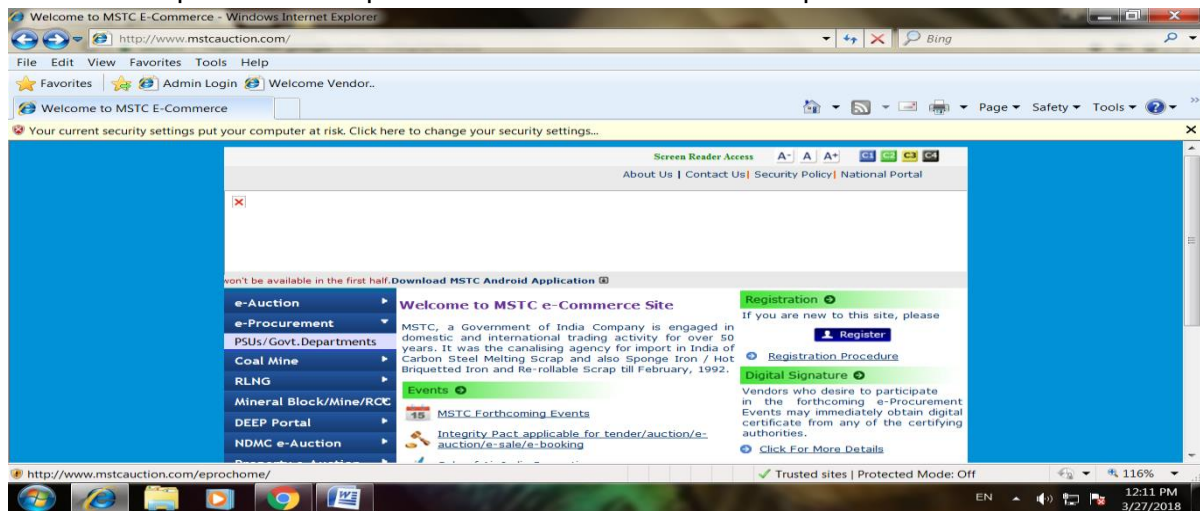 Welcome to MSTC E-Commerce - Windows Internet Explorer
http://www.mstcauction.com/
Bing
File Edit View Favorites Tools Help
Favorites Admin Login Welcome Vendor..
Welcome to MSTC E-Commerce
Page Safety Tools
Your current security settings put your computer at risk. Click here to change your security settings...
Screen Reader Access A- A A+ C1 C2 C3 C4
About Us | Contact Us| Security Policy| National Portal
won't be available in the first half. Download MSTC Android Application
e-Auction
e-Procurement
PSUs/Govt.Departments
Coal Mine
RLNG
Mineral Block/Mine/RCC
DEEP Portal
NDMC e-Auction
Welcome to MSTC e-Commerce Site
MSTC, a Government of India Company is engaged in
domestic and international trading activity for over 50
years. It was the canalising agency for import in India of
Carbon Steel Melting Scrap and also Sponge Iron / Hot
Briquetted Iron and Re-rollable Scrap till February, 1992.
Events
15 MSTC Forthcoming Events
Integrity Pact applicable for tender/auction/e-
auction/e-sale/e-booking
Registration
If you are new to this site, please
Register
Registration Procedure
Digital Signature
Vendors who desire to participate
in the forthcoming e-Procurement
Events may immediately obtain digital
certificate from any of the certifying
authorities.
Click For More Details
http://www.mstcauction.com/eprochome/
Trusted sites | Protected Mode: Off
116%
EN
12:11 PM
3/27/2018